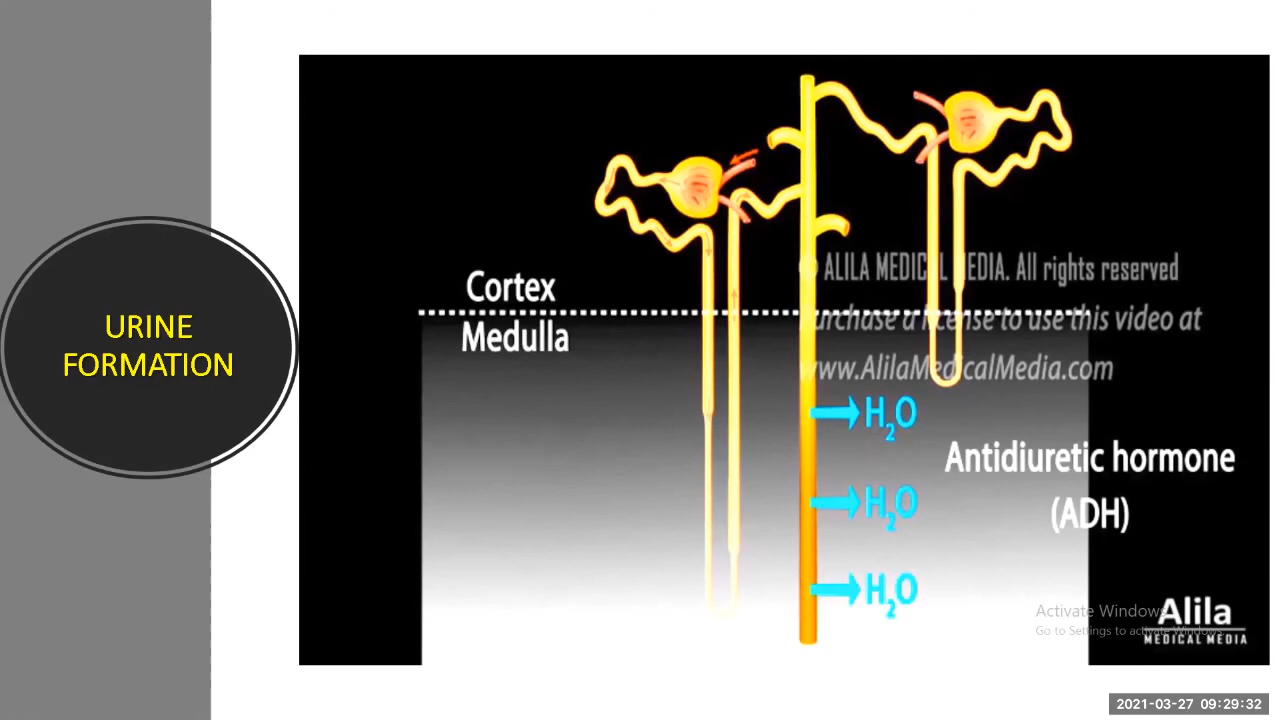 URINE
FORMATION
Cortex
Medulla
ALILA MEDICAL MEDIA. All rights reserved
urchase a license to use this video at
www.AlilaMedicalMedia.com
H2O
Antidiuretic hormone
(ADH)
H2O
H2O
Activate Windows
Go to Settings to activate Windows.
Alila
MEDICAL MEDIA
2021-03-27 09:29:32